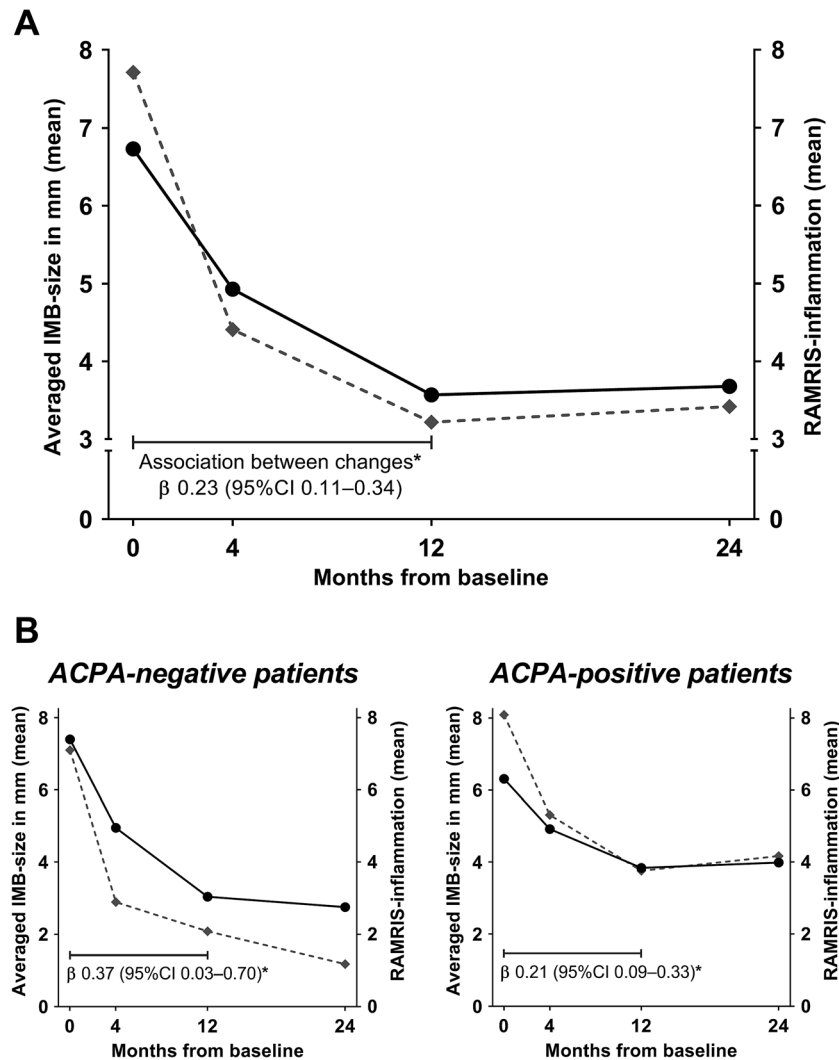 A
8
7
6
5
4
3
0
Averaged IMB-size in mm (mean)
8
7
6
5
4
3
0
RAMRIS-inflammation (mean)
Association between changes*
β 0.23 (95%CI 0.11–0.34)
0 4 12 24
Months from baseline
B
ACPA-negative patients
8
6
4
2
0
Averaged IMB-size in mm (mean)
8
6
4
2
0
RAMRIS-inflammation (mean)
β 0.37 (95%CI 0.03–0.70)*
0 4 12 24
Months from baseline
ACPA-positive patients
8
6
4
2
0
Averaged IMB-size in mm (mean)
8
6
4
2
0
RAMRIS-inflammation (mean)
β 0.21 (95%CI 0.09–0.33)*
0 4 12 24
Months from baseline